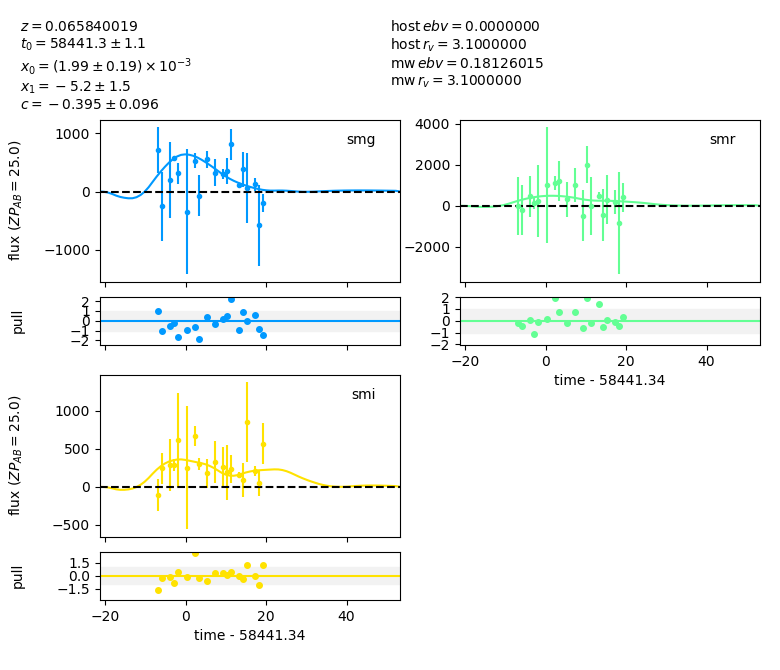 z = 0.065840019
t₀ = 58441.3 ± 1.1
x₀ = (1.99 ± 0.19) × 10⁻³
x₁ = −5.2 ± 1.5
c = −0.395 ± 0.096
host ebv = 0.0000000
host r_v = 3.1000000
mw ebv = 0.18126015
mw r_v = 3.1000000
flux (ZP_AB = 25.0)
1000
0
−1000
smg
4000
2000
0
−2000
smr
pull
2
1
0
−1
−2
2
1
0
−1
−2
−20 0 20 40
time - 58441.34
flux (ZP_AB = 25.0)
1000
500
0
−500
smi
pull
1.5
0.0
−1.5
−20 0 20 40
time - 58441.34